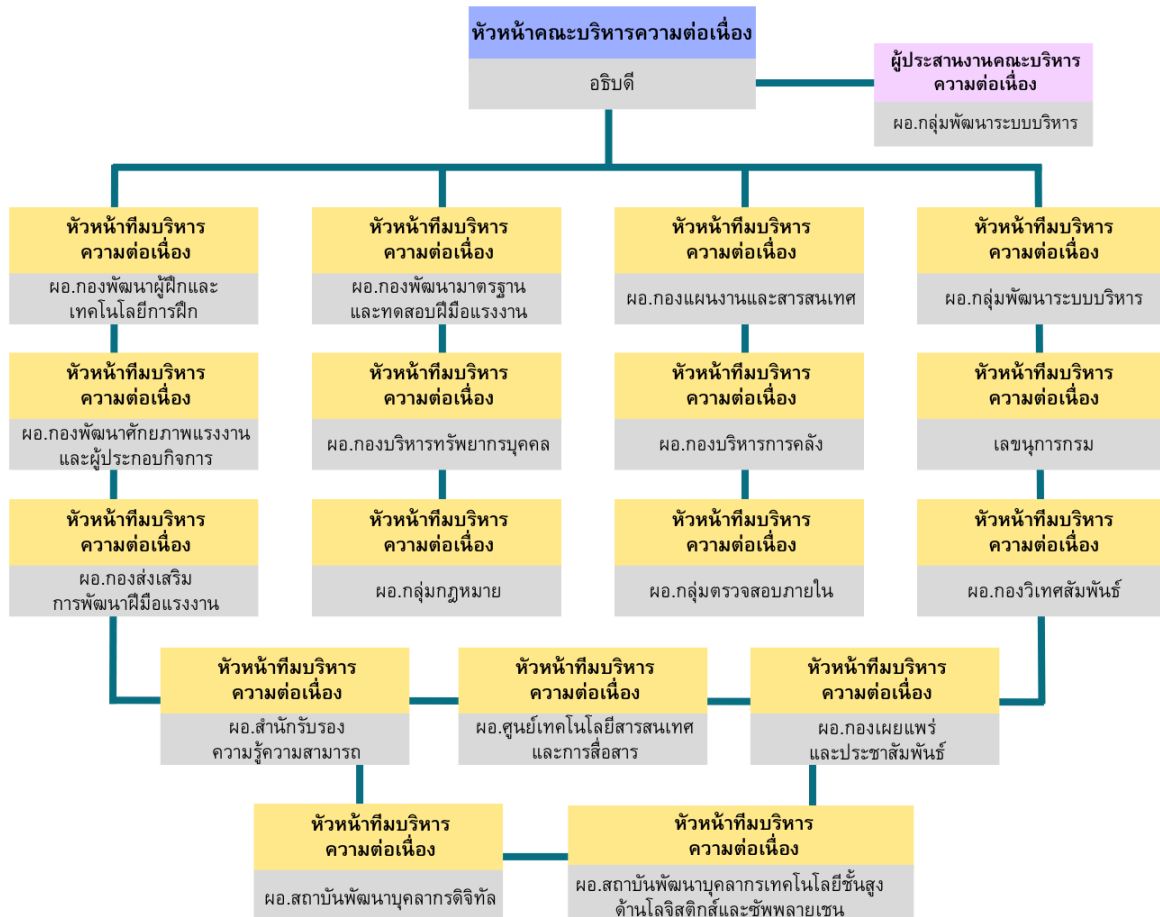 หัวหน้าคณะบริหารความต่อเนื่อง
อธิบดี
ผู้ประสานงานคณะบริหาร
ความต่อเนื่อง
ผอ.กลุ่มพัฒนาระบบบริหาร
หัวหน้าทีมบริหาร
ความต่อเนื่อง
ผอ.กองพัฒนาผู้ฝึกและ
เทคโนโลยีการฝึก
หัวหน้าทีมบริหาร
ความต่อเนื่อง
ผอ.กองพัฒนามาตรฐาน
และทดสอบฝีมือแรงงาน
หัวหน้าทีมบริหาร
ความต่อเนื่อง
ผอ.กองแผนงานและสารสนเทศ
หัวหน้าทีมบริหาร
ความต่อเนื่อง
ผอ.กลุ่มพัฒนาระบบบริหาร
หัวหน้าทีมบริหาร
ความต่อเนื่อง
ผอ.กองพัฒนาศักยภาพแรงงาน
และผู้ประกอบกิจการ
หัวหน้าทีมบริหาร
ความต่อเนื่อง
ผอ.กองบริหารทรัพยากรบุคคล
หัวหน้าทีมบริหาร
ความต่อเนื่อง
ผอ.กองบริหารการคลัง
หัวหน้าทีมบริหาร
ความต่อเนื่อง
เลขนุการกรม
หัวหน้าทีมบริหาร
ความต่อเนื่อง
ผอ.กองส่งเสริม
การพัฒนาฝีมือแรงงาน
หัวหน้าทีมบริหาร
ความต่อเนื่อง
ผอ.กลุ่มกฎหมาย
หัวหน้าทีมบริหาร
ความต่อเนื่อง
ผอ.กลุ่มตรวจสอบภายใน
หัวหน้าทีมบริหาร
ความต่อเนื่อง
ผอ.กองวิเทศสัมพันธ์
หัวหน้าทีมบริหาร
ความต่อเนื่อง
ผอ.สำนักรับรอง
ความรู้ความสามารถ
หัวหน้าทีมบริหาร
ความต่อเนื่อง
ผอ.ศูนย์เทคโนโลยีสารสนเทศ
และการสื่อสาร
หัวหน้าทีมบริหาร
ความต่อเนื่อง
ผอ.กองเผยแพร่
และประชาสัมพันธ์
หัวหน้าทีมบริหาร
ความต่อเนื่อง
ผอ.สถาบันพัฒนาบุคลากรดิจิทัล
หัวหน้าทีมบริหาร
ความต่อเนื่อง
ผอ.สถาบันพัฒนาบุคลากรเทคโนโลยีชั้นสูง
ด้านโลจิสติกส์และซัพพลายเชน